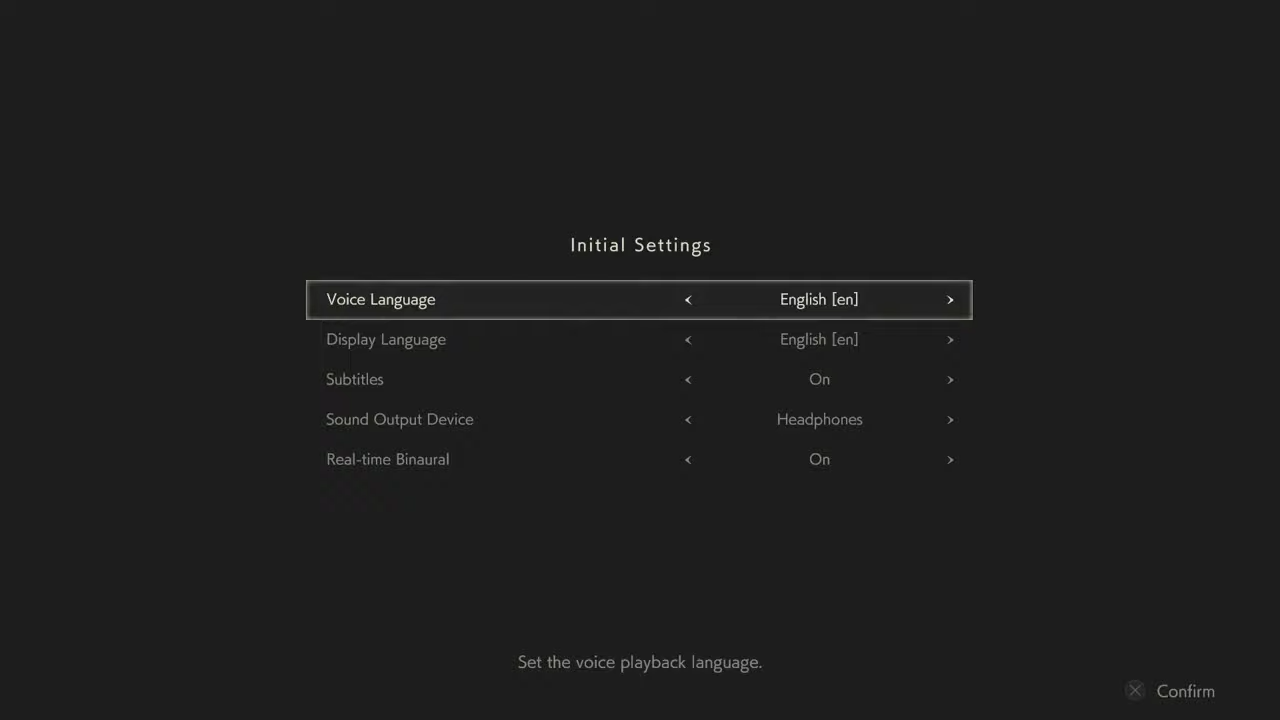 Initial Settings
Voice Language < English [en] >
Display Language < English [en] >
Subtitles < On >
Sound Output Device < Headphones >
Real-time Binaural < On >
Set the voice playback language.
Confirm